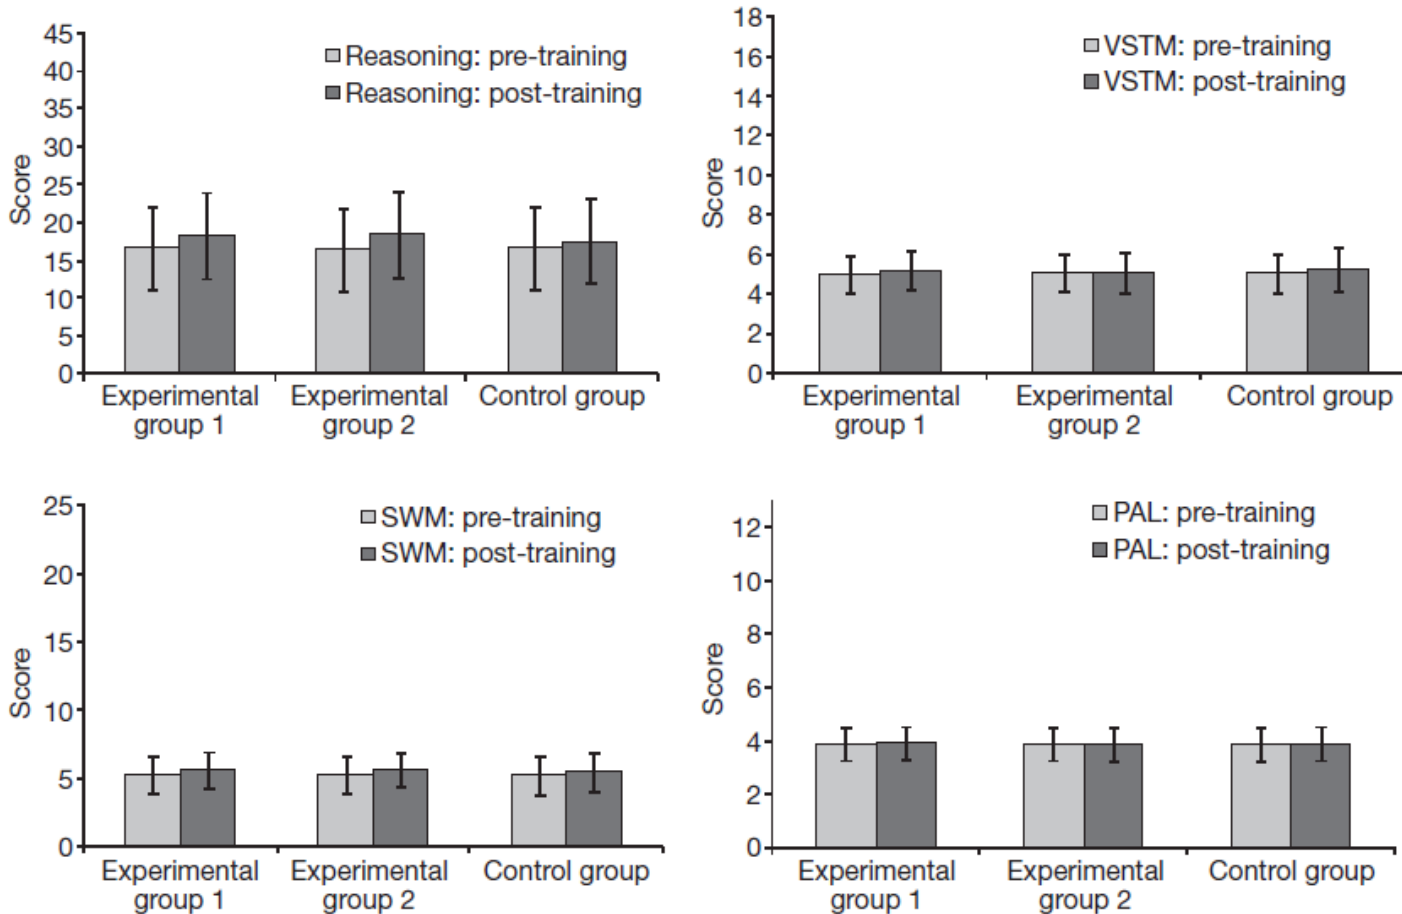 45
40
35
30
25
20
15
10
5
0
Score
Reasoning: pre-training
Reasoning: post-training
Experimental group 1
Experimental group 2
Control group
18
16
14
12
10
8
6
4
2
0
Score
VSTM: pre-training
VSTM: post-training
Experimental group 1
Experimental group 2
Control group
25
20
15
10
5
0
Score
SWM: pre-training
SWM: post-training
Experimental group 1
Experimental group 2
Control group
12
10
8
6
4
2
0
Score
PAL: pre-training
PAL: post-training
Experimental group 1
Experimental group 2
Control group